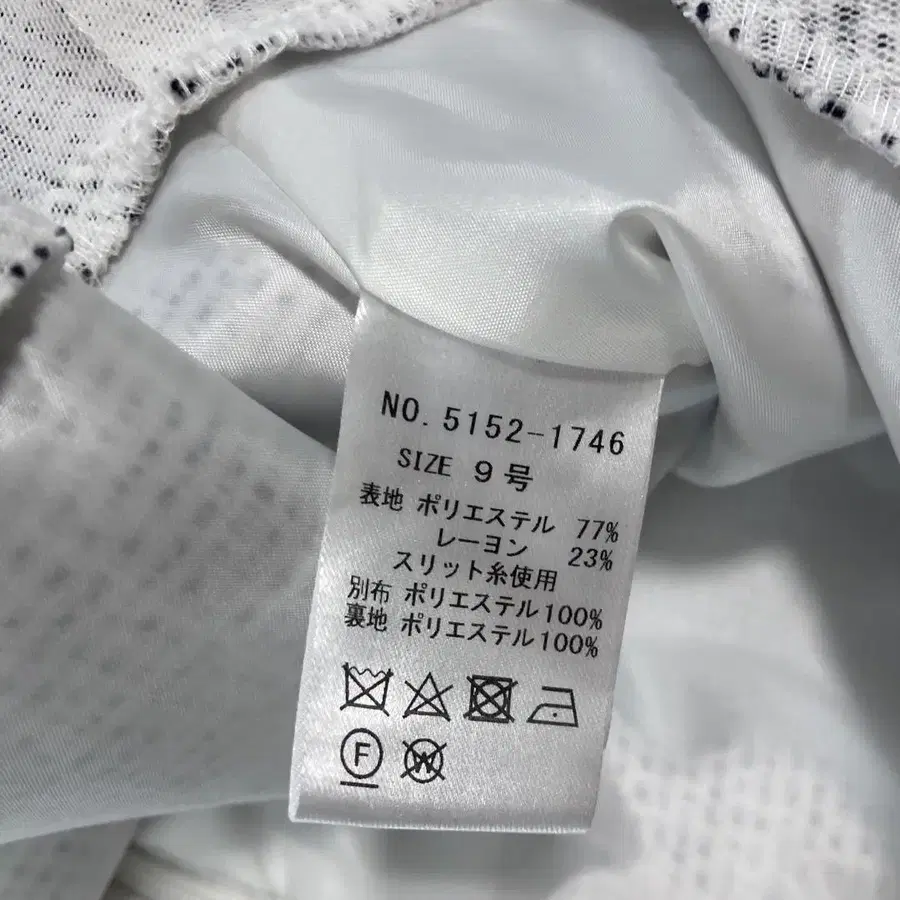 NO. 5152-1746
SIZE 9号
表地 ポリエステル 77%
レーヨン 23%
スリット糸使用
別布 ポリエステル100%
裏地 ポリエステル100%
F W